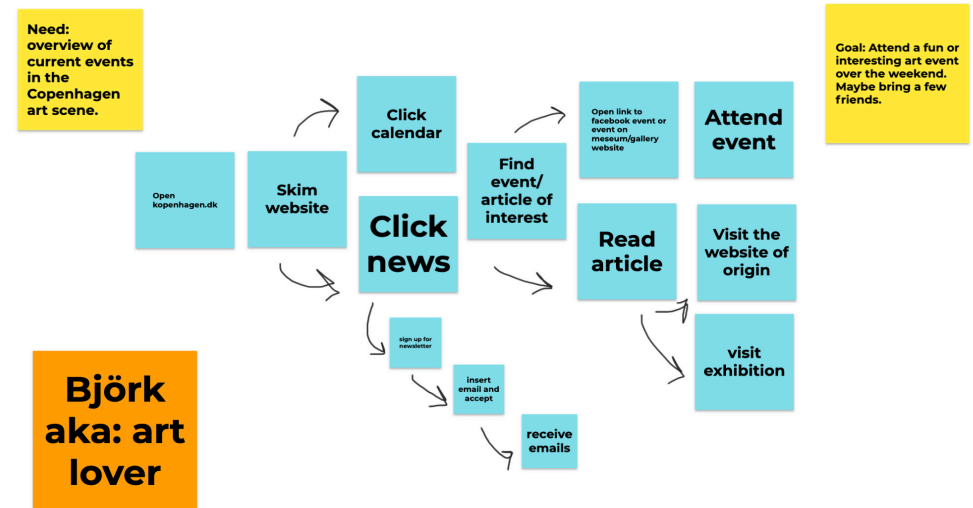 Need:
overview of
current events
in the
Copenhagen
art scene.
Goal: Attend a fun or
interesting art event
over the weekend.
Maybe bring a few
friends.
Open
kopenhagen.dk
Skim
website
Click
calendar
Click
news
Find
event/
article of
interest
Open link to
facebook event or
event on
meseum/gallery
website
Attend
event
Read
article
Visit the
website of
origin
visit
exhibition
sign up for
newsletter
insert
email and
accept
receive
emails
Björk
aka: art
lover